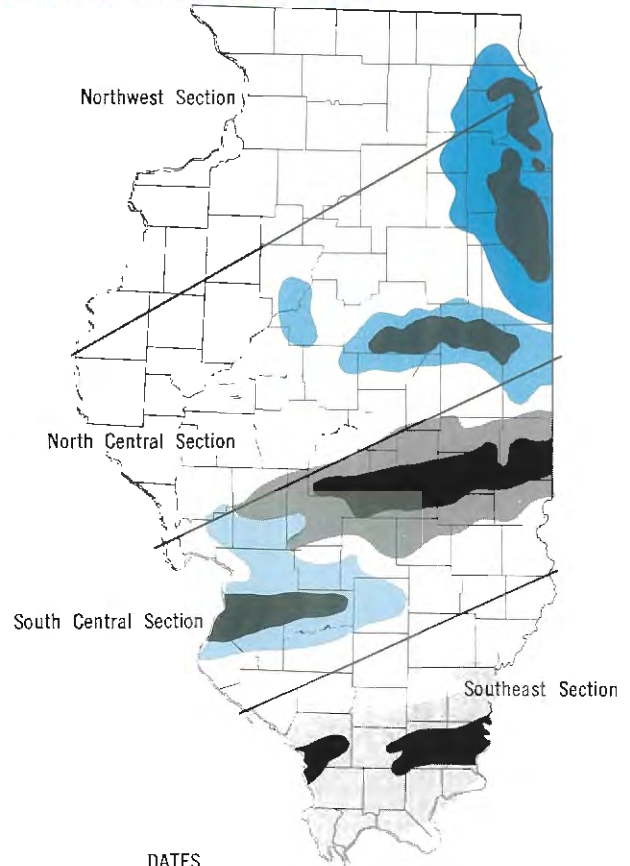 Northwest Section
North Central Section
South Central Section
Southeast Section
DATES